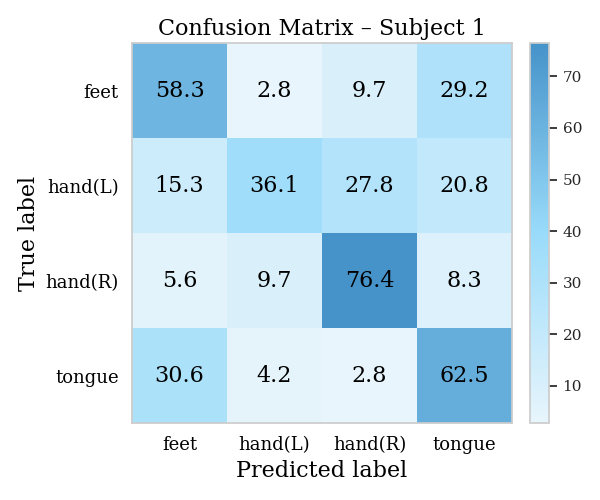 Confusion Matrix – Subject 1
True label
feet 58.3 2.8 9.7 29.2
hand(L) 15.3 36.1 27.8 20.8
hand(R) 5.6 9.7 76.4 8.3
tongue 30.6 4.2 2.8 62.5
feet hand(L) hand(R) tongue
Predicted label
70
60
50
40
30
20
10